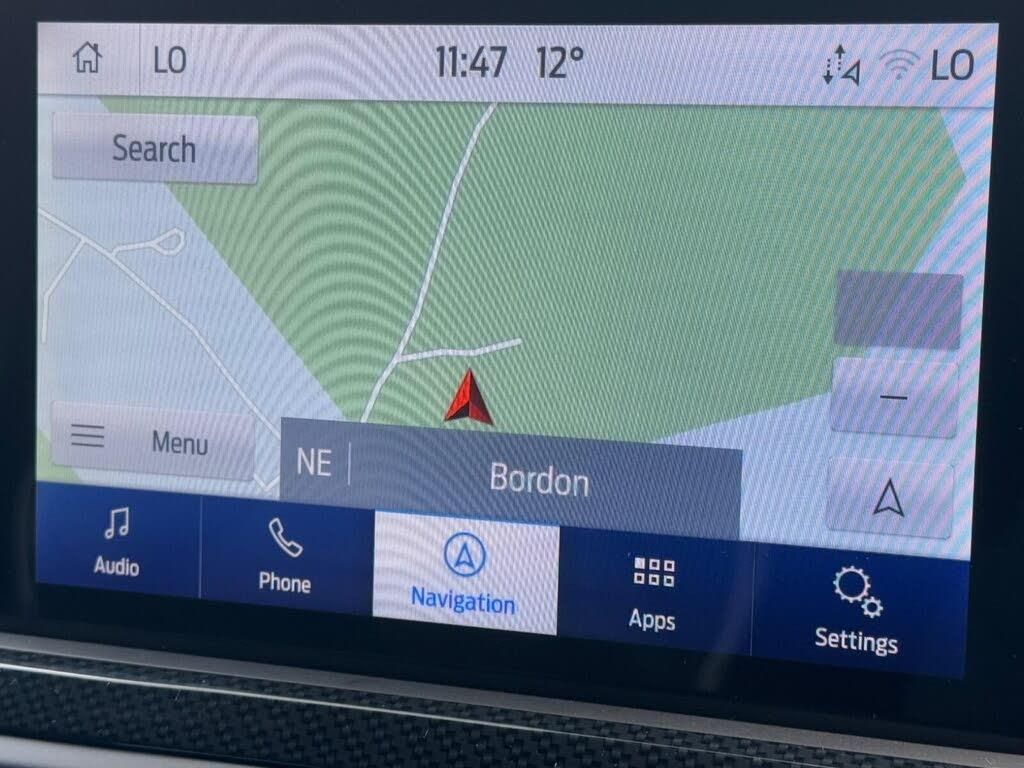 LO 11:47 12° LO
Search
Menu
NE Bordon
Audio Phone Navigation Apps Settings